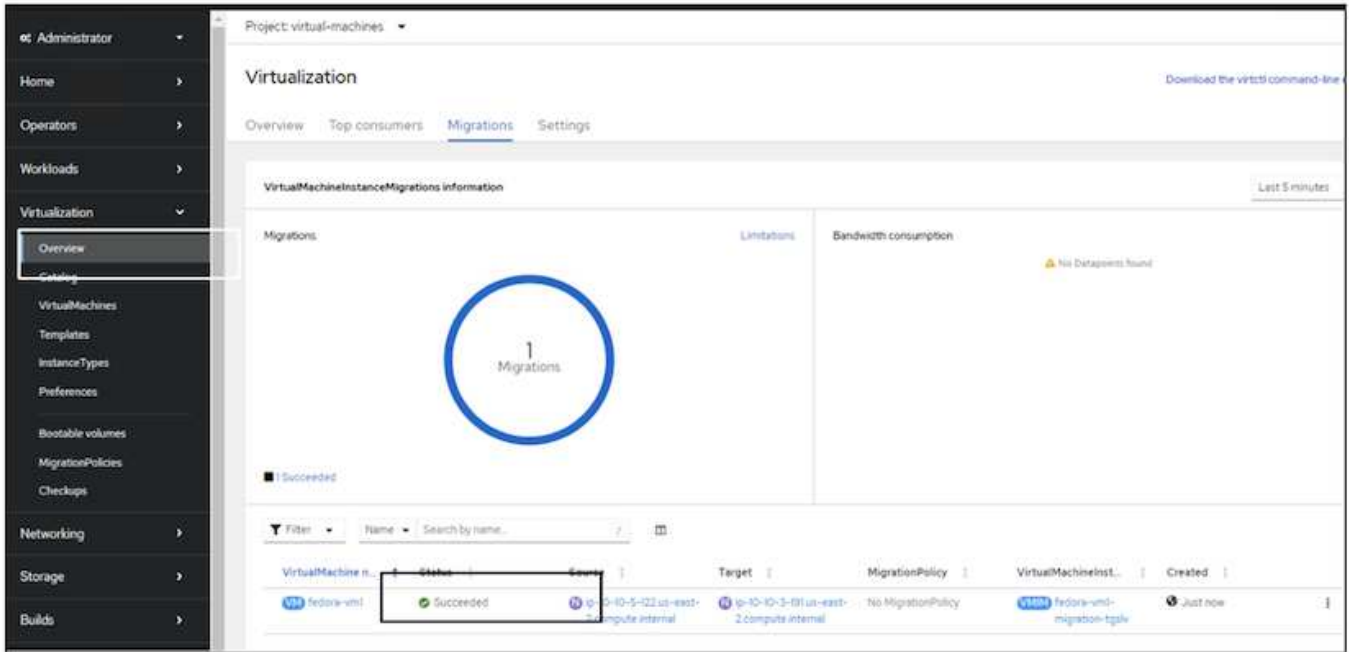 Administrator
Project: virtual-machines
Home
Virtualization
Download the virtctl command-line
Operators
Overview Top consumers Migrations Settings
Workloads
VirtualMachineInstanceMigrations information
Last 5 minutes
Virtualization
Overview
Migrations
Limitations
Bandwidth consumption
No Datapoints found
Catalog
VirtualMachines
Templates
InstanceTypes
Preferences
1
Migrations
Bootable volumes
MigrationPolicies
Checkups
1 Succeeded
Networking
Filter
Name
Search by name...
/
Storage
VirtualMachine n... Status Source Target MigrationPolicy VirtualMachineInst... Created
Builds
VM fedora-vm1
Succeeded
N ip-10-10-5-122.us-east-
2.compute.internal
N ip-10-10-3-191.us-east-
2.compute.internal
No MigrationPolicy
VMIM fedora-vm1-
Just now